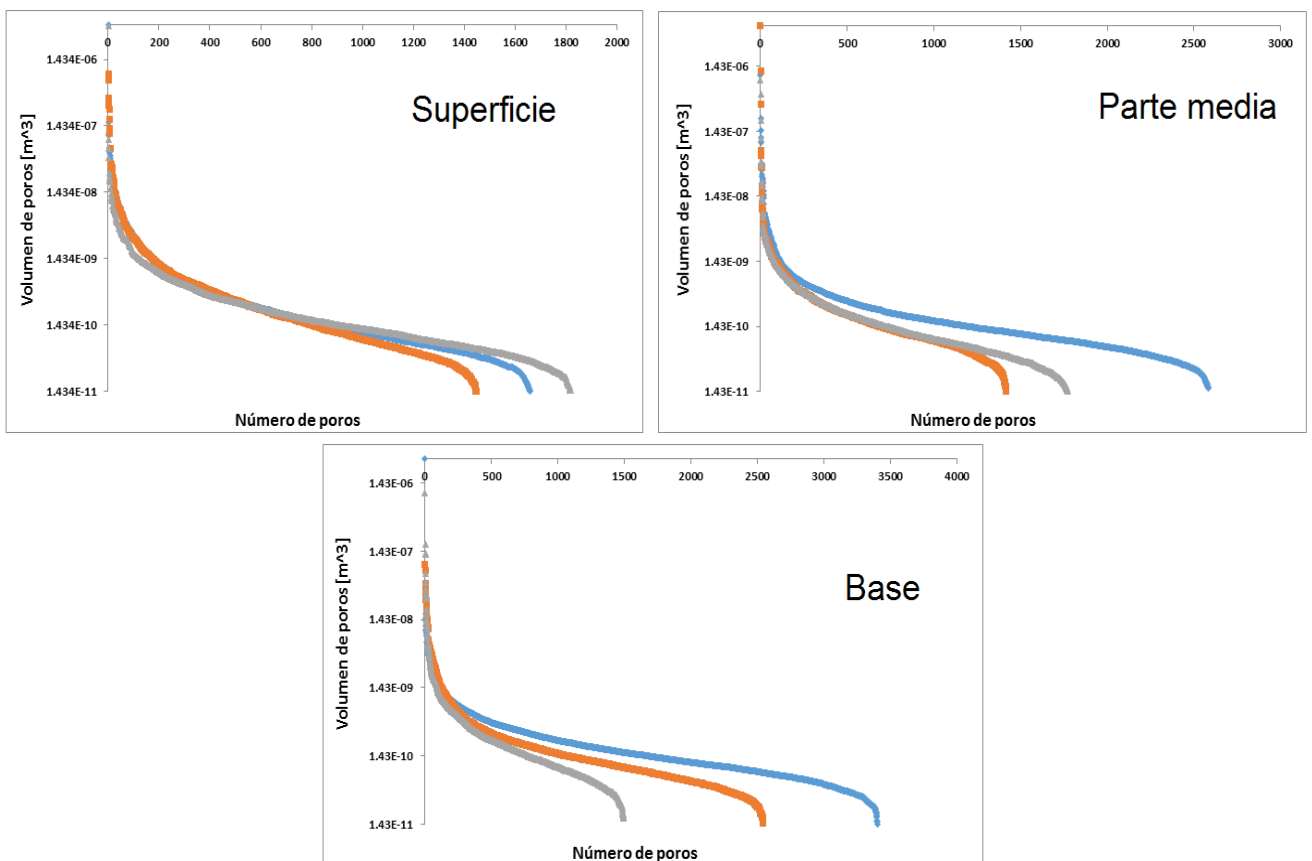 0 200 400 600 800 1000 1200 1400 1600 1800 2000
1.434E-06
1.434E-07
1.434E-08
1.434E-09
1.434E-10
1.434E-11
Volumen de poros [m^3]
Superficie
Número de poros
0 500 1000 1500 2000 2500 3000
1.43E-06
1.43E-07
1.43E-08
1.43E-09
1.43E-10
1.43E-11
Volumen de poros [m^3]
Parte media
Número de poros
0 500 1000 1500 2000 2500 3000 3500 4000
1.43E-06
1.43E-07
1.43E-08
1.43E-09
1.43E-10
1.43E-11
Volumen de poros [m^3]
Base
Número de poros